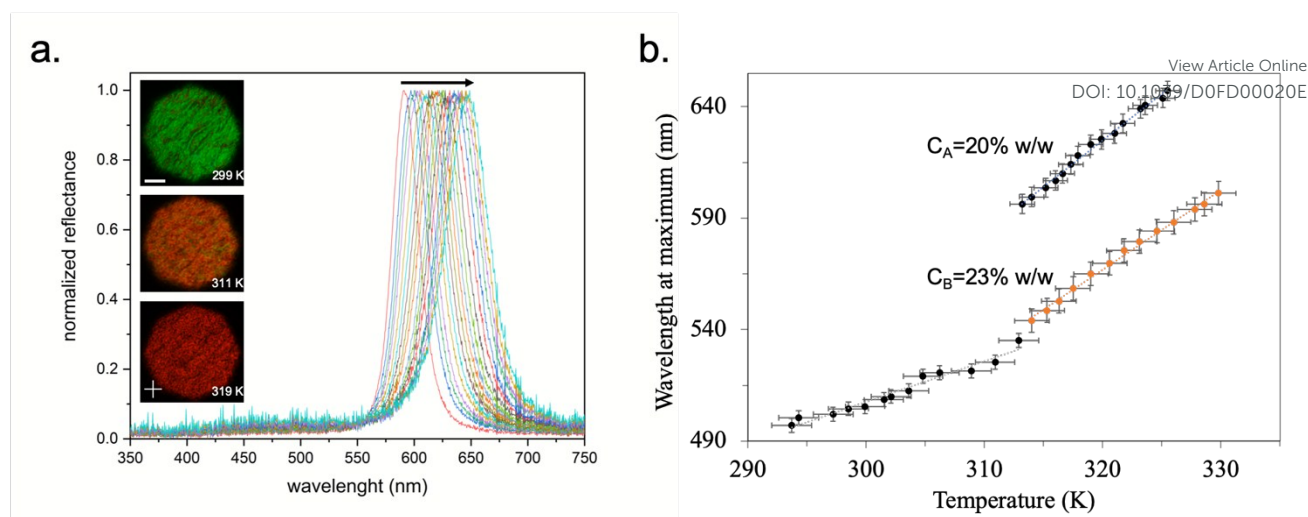 a.
normalized reflectance
1.0
0.8
0.6
0.4
0.2
0.0
299 K
311 K
319 K
350 400 450 500 550 600 650 700 750
wavelenght (nm)
b.
View Article Online
DOI: 10.1039/D0FD00020E
Wavelength at maximum (nm)
640
590
540
490
C_A=20% w/w
C_B=23% w/w
290 300 310 320 330
Temperature (K)